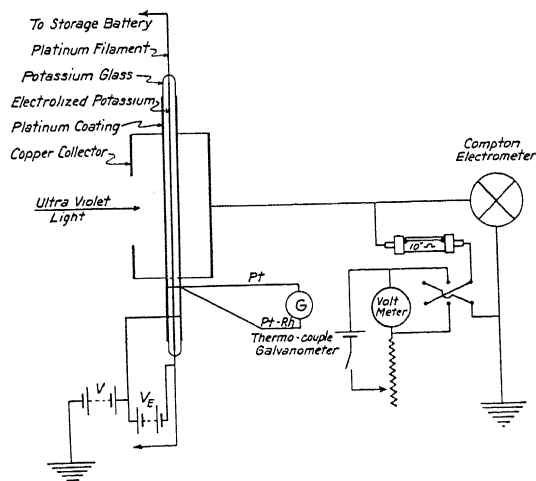 To Storage Battery
Platinum Filament
Potassium Glass
Electrolized Potassium
Platinum Coating
Copper Collector
Ultra Violet
Light
Compton
Electrometer
Pt
G
Pt-Rh
Thermo-couple
Galvanometer
Volt
Meter
V
V_E